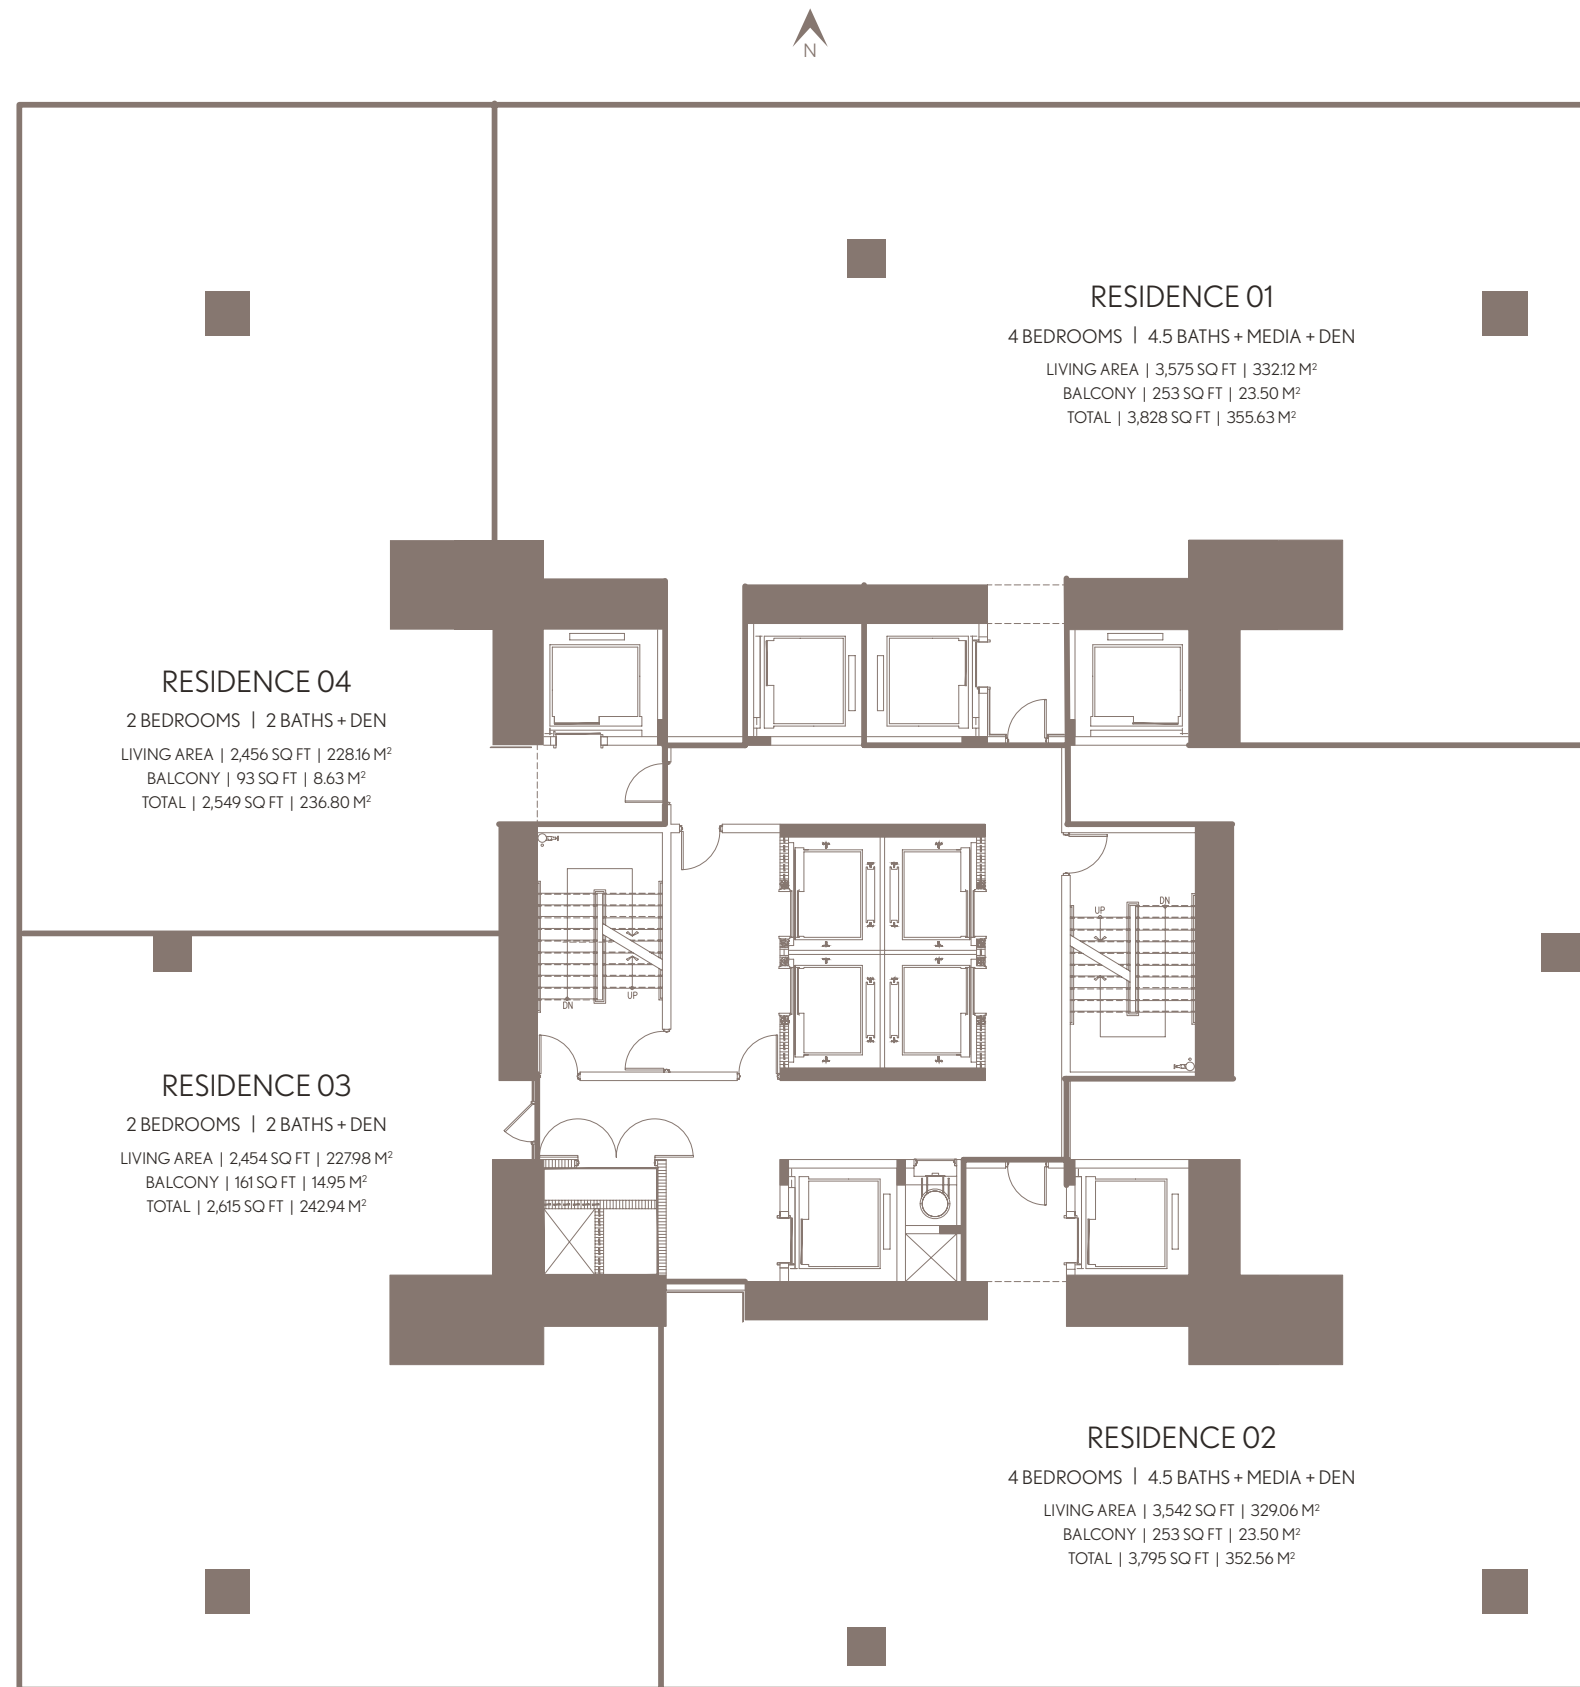 N
RESIDENCE 01
4 BEDROOMS | 4.5 BATHS + MEDIA + DEN
LIVING AREA | 3,575 SQ FT | 332.12 M²
BALCONY | 253 SQ FT | 23.50 M²
TOTAL | 3,828 SQ FT | 355.63 M²
RESIDENCE 04
2 BEDROOMS | 2 BATHS + DEN
LIVING AREA | 2,456 SQ FT | 228.16 M²
BALCONY | 93 SQ FT | 8.63 M²
TOTAL | 2,549 SQ FT | 236.80 M²
UP
DN
DN
UP
RESIDENCE 03
2 BEDROOMS | 2 BATHS + DEN
LIVING AREA | 2,454 SQ FT | 227.98 M²
BALCONY | 161 SQ FT | 14.95 M²
TOTAL | 2,615 SQ FT | 242.94 M²
RESIDENCE 02
4 BEDROOMS | 4.5 BATHS + MEDIA + DEN
LIVING AREA | 3,542 SQ FT | 329.06 M²
BALCONY | 253 SQ FT | 23.50 M²
TOTAL | 3,795 SQ FT | 352.56 M²